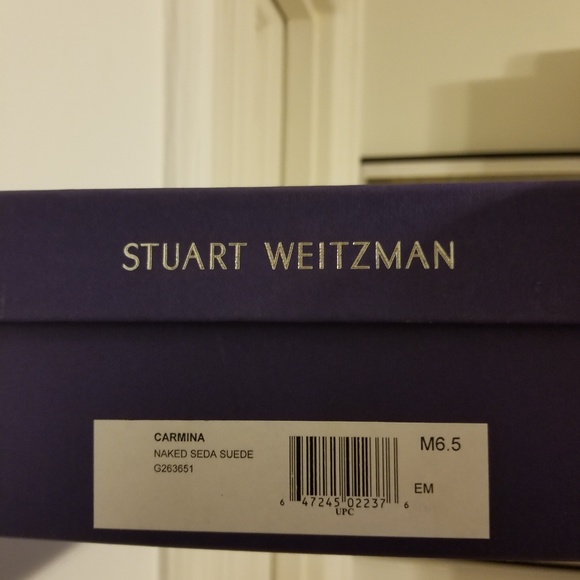 STUART WEITZMAN
CARMINA
NAKED SEDA SUEDE
G263651
6 47245 02237 6
UPC
M6.5
EM